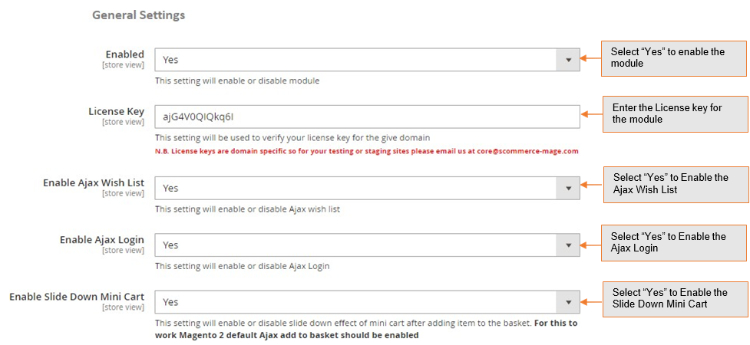 General Settings
Enabled
[store view]
Yes
This setting will enable or disable module
Select “Yes” to enable the
module
License Key
[store view]
ajG4V0QIQkq6I
This setting will be used to verify your license key for the give domain
N.B. License keys are domain specific so for your testing or staging sites please email us at core@scommerce-mage.com
Enter the License key for
the module
Enable Ajax Wish List
[store view]
Yes
This setting will enable or disable Ajax wish list
Select “Yes” to Enable the
Ajax Wish List
Enable Ajax Login
[store view]
Yes
This setting will enable or disable Ajax Login
Select “Yes” to Enable the
Ajax Login
Enable Slide Down Mini Cart
[store view]
Yes
This setting will enable or disable slide down effect of mini cart after adding item to the basket. For this to
work Magento 2 default Ajax add to basket should be enabled
Select “Yes” to Enable the
Slide Down Mini Cart